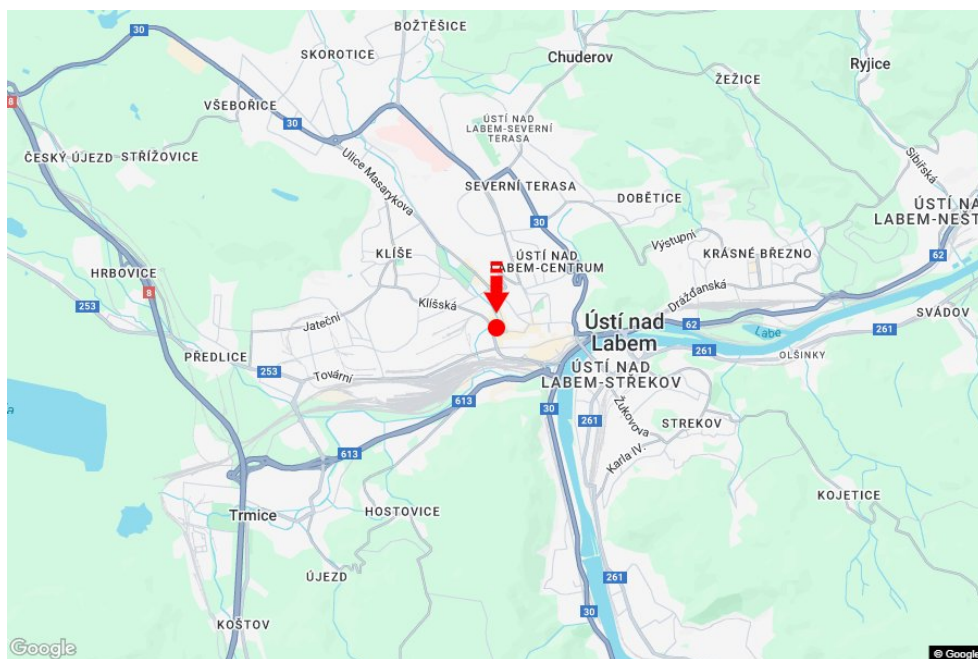 BOŽTĚŠICE
30
SKOROTICE
Chuderov
Ryjice
ŽEŽICE
8
VŠEBOŘICE
30
ÚSTÍ NAD
LABEM-SEVERNÍ
TERASA
ČESKÝ ÚJEZD
STŘÍŽOVICE
Ulice Masarykova
Sibiřská
SEVERNÍ TERASA
DOBĚTICE
ÚSTÍ NA
LABEM-NEŠT
30
Výstupní
KLÍŠE
ÚSTÍ NAD
LABEM-CENTRUM
KRÁSNÉ BŘEZNO
62
HRBOVICE
253
8
Klíšská
Drážďanská
Jateční
Ústí nad
Labem
62
Labe
SVÁDOV
261
261
OLŠINKY
PŘEDLICE
253
Tovární
ÚSTÍ NAD
LABEM-STŘEKOV
613
30
261
Žukovova
STREKOV
613
Karla IV.
KOJETICE
Trmice
HOSTOVICE
ÚJEZD
261
30
KOŠTOV
Google
© Google